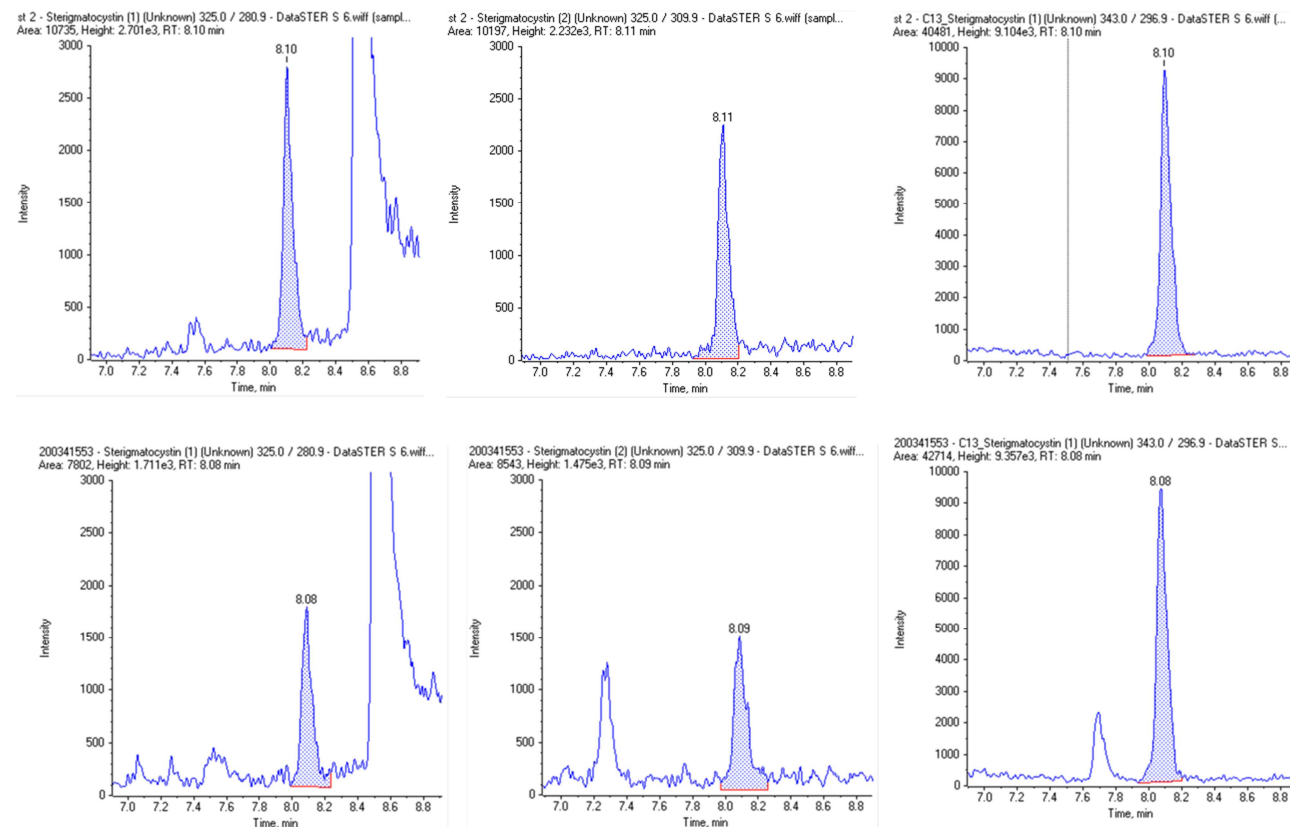 st 2 - Sterigmatocystin (1) (Unknown) 325.0 / 280.9 - DataSTER S 6.wiff (sampl...
Area: 10735, Height: 2.701e3, RT: 8.10 min
3000
2500
2000
1500
1000
500
0
Intensity
8.10
7.0 7.2 7.4 7.6 7.8 8.0 8.2 8.4 8.6 8.8
Time, min
st 2 - Sterigmatocystin (2) (Unknown) 325.0 / 309.9 - DataSTER S 6.wiff (sampl...
Area: 10197, Height: 2.232e3, RT: 8.11 min
3000
2500
2000
1500
1000
500
0
Intensity
8.11
7.0 7.2 7.4 7.6 7.8 8.0 8.2 8.4 8.6 8.8
Time, min
st 2 - C13_Sterigmatocystin (1) (Unknown) 343.0 / 296.9 - DataSTER S 6.wiff (...
Area: 40481, Height: 9.104e3, RT: 8.10 min
10000
9000
8000
7000
6000
5000
4000
3000
2000
1000
0
Intensity
8.10
7.0 7.2 7.4 7.6 7.8 8.0 8.2 8.4 8.6 8.8
Time, min
200341553 - Sterigmatocystin (1) (Unknown) 325.0 / 280.9 - DataSTER S 6.wiff...
Area: 7802, Height: 1.711e3, RT: 8.08 min
3000
2500
2000
1500
1000
500
0
Intensity
8.08
7.0 7.2 7.4 7.6 7.8 8.0 8.2 8.4 8.6 8.8
Time, min
200341553 - Sterigmatocystin (2) (Unknown) 325.0 / 309.9 - DataSTER S 6.wiff...
Area: 8543, Height: 1.475e3, RT: 8.09 min
3000
2500
2000
1500
1000
500
0
Intensity
8.09
7.0 7.2 7.4 7.6 7.8 8.0 8.2 8.4 8.6 8.8
Time, min
200341553 - C13_Sterigmatocystin (1) (Unknown) 343.0 / 296.9 - DataSTER S...
Area: 42714, Height: 9.357e3, RT: 8.08 min
10000
9000
8000
7000
6000
5000
4000
3000
2000
1000
0
Intensity
8.08
7.0 7.2 7.4 7.6 7.8 8.0 8.2 8.4 8.6 8.8
Time, min